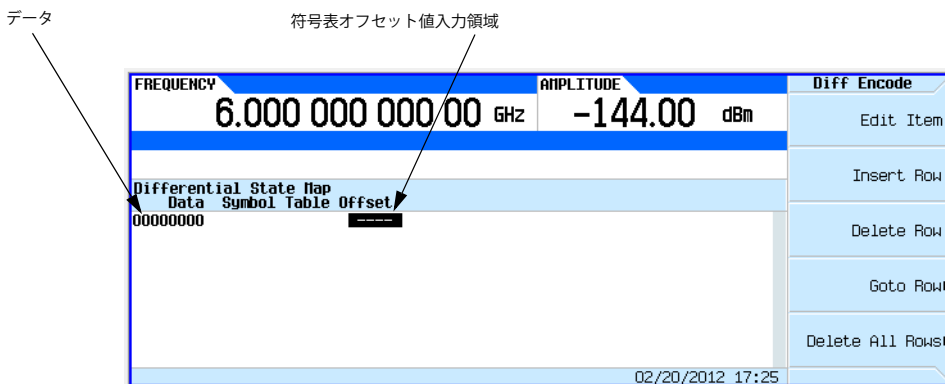 データ
符号表オフセット値入力領域
FREQUENCY
6.000 000 000 00 GHz
AMPLITUDE
-144.00 dBm
Diff Encode
Edit Item
Insert Row
Differential State Map
Data Symbol Table Offset
00000000 ----
Delete Row
Goto Row
Delete All Rows
02/20/2012 17:25